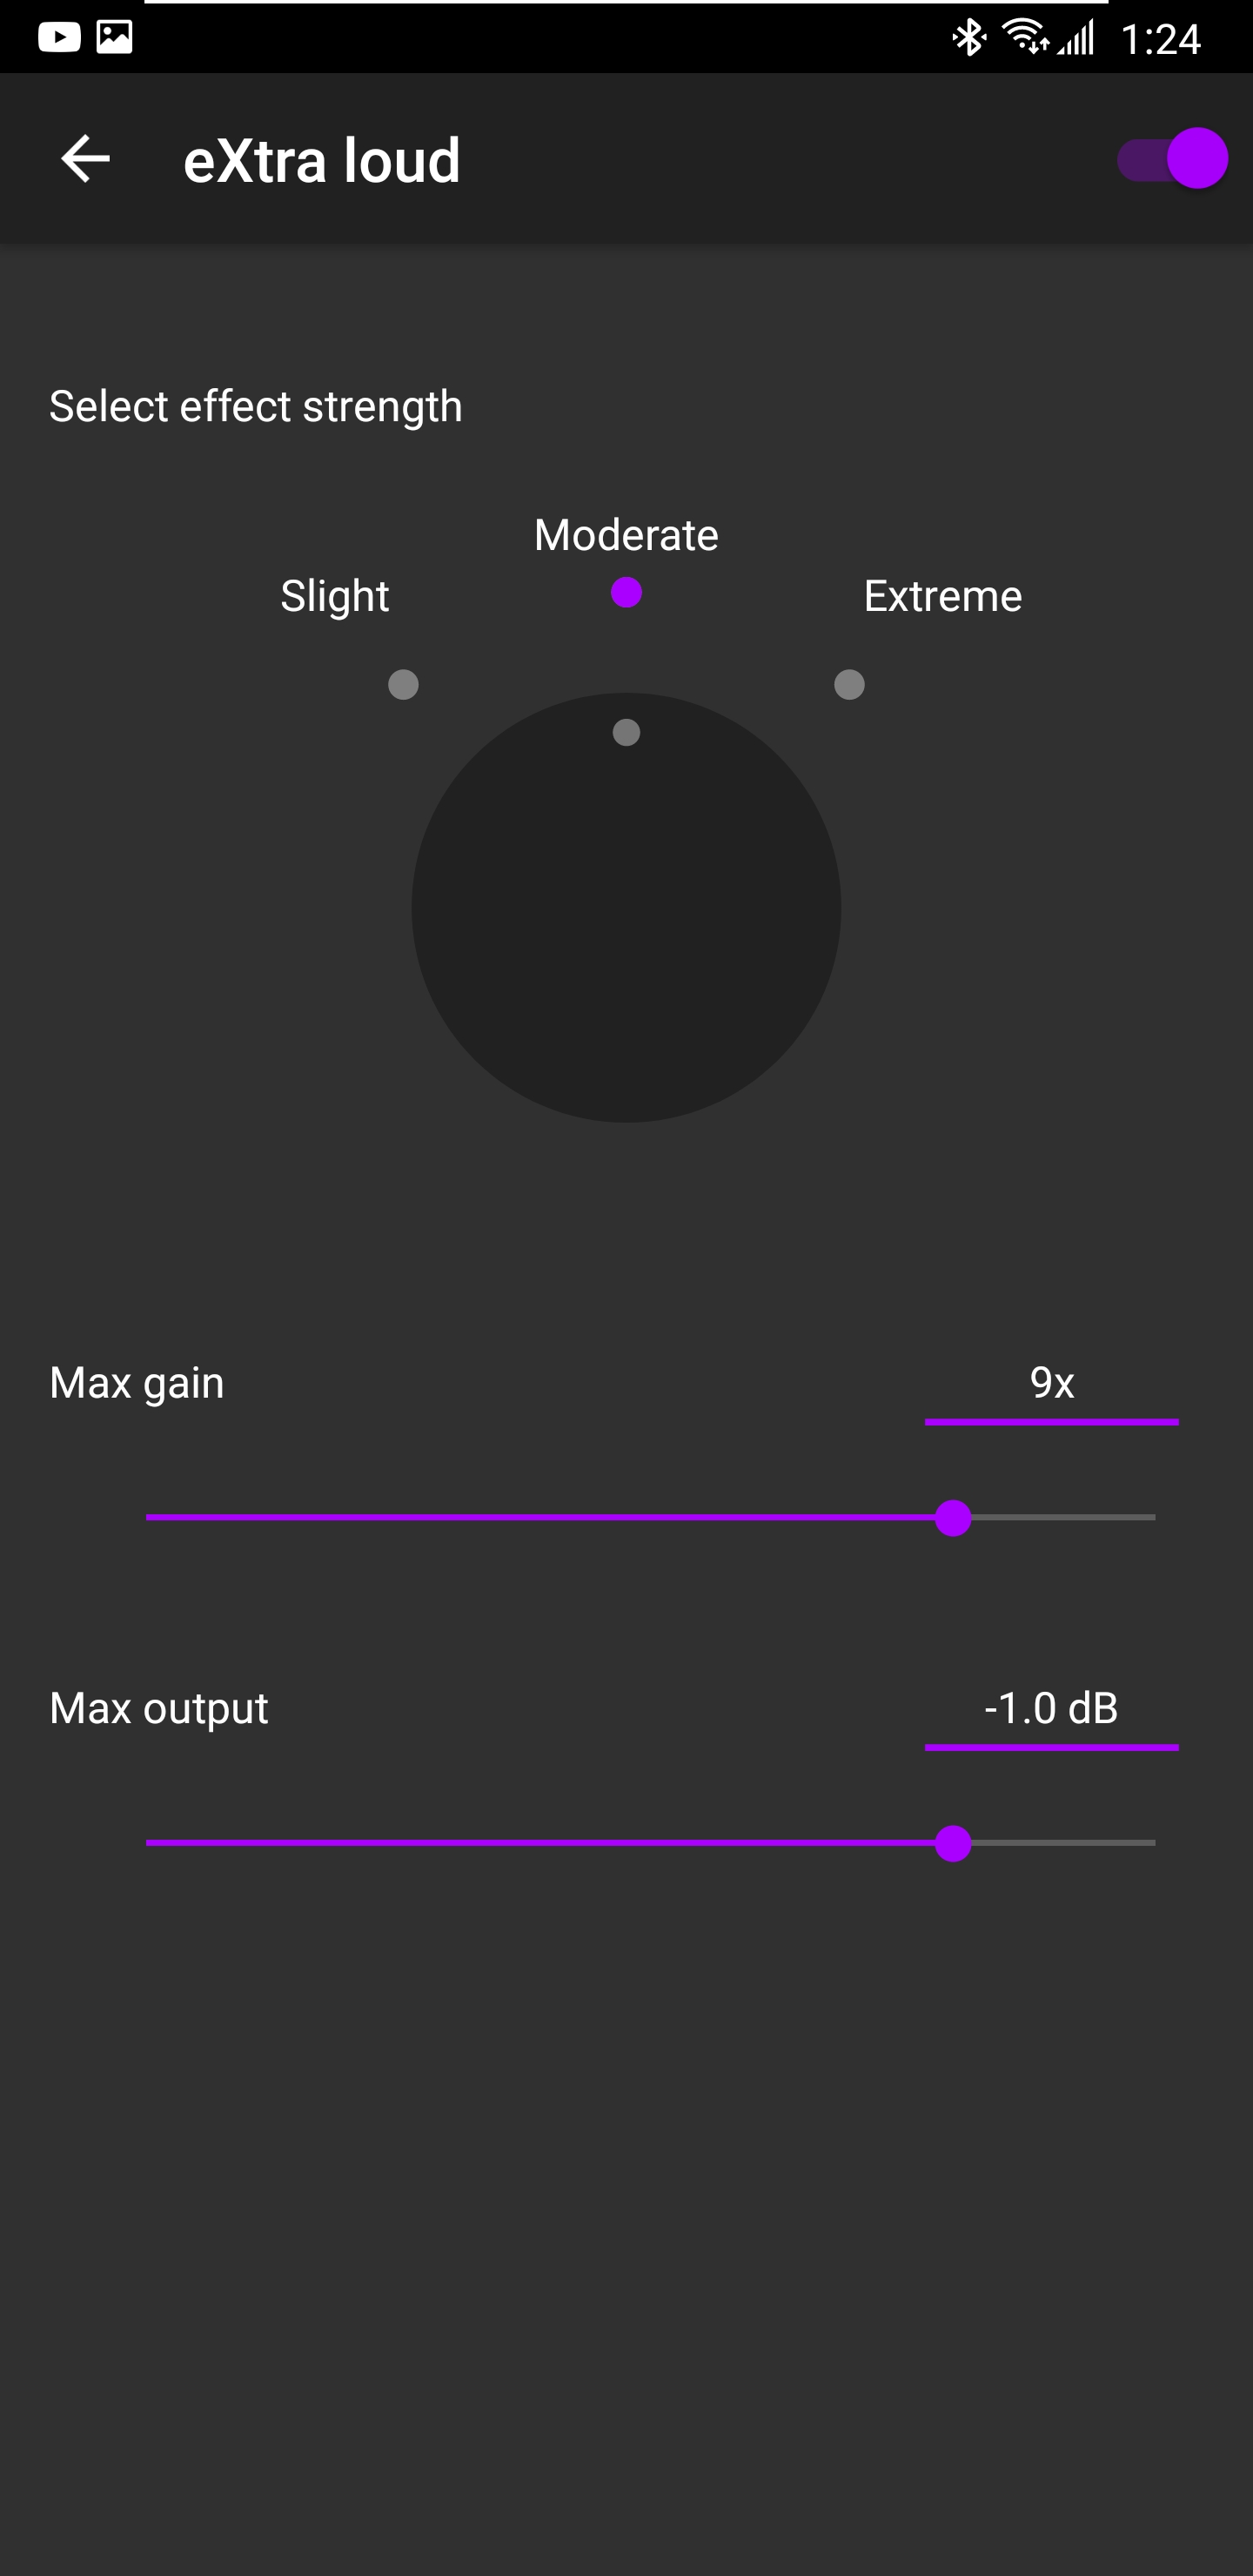 1:24
eXtra loud
Select effect strength
Moderate
Slight
Extreme
Max gain
9x
Max output
-1.0 dB